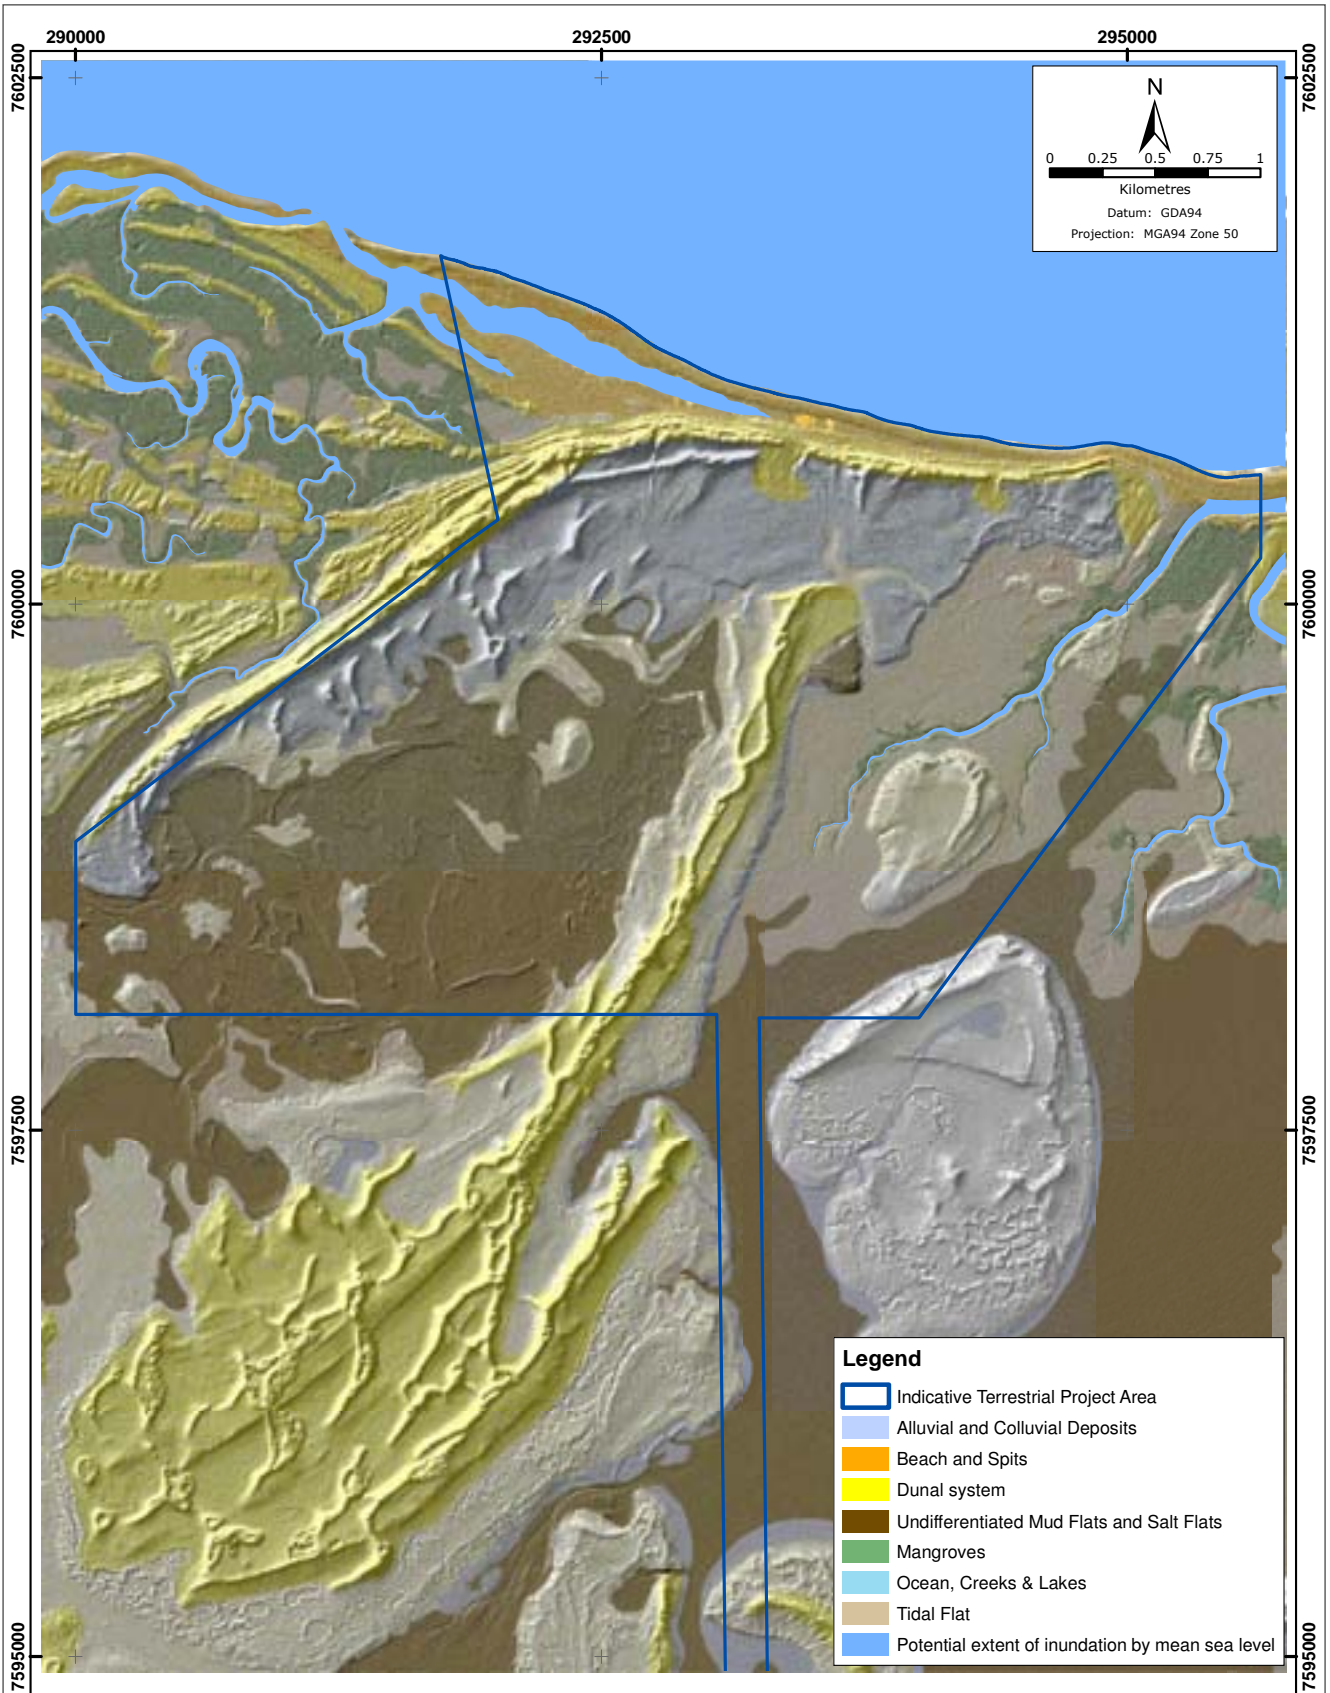 290000
292500
295000
7602500
7602500
N
0 0.25 0.5 0.75 1
Kilometres
Datum: GDA94
Projection: MGA94 Zone 50
7600000
7600000
7597500
7597500
Legend
Indicative Terrestrial Project Area
Alluvial and Colluvial Deposits
Beach and Spits
Dunal system
Undifferentiated Mud Flats and Salt Flats
Mangroves
Ocean, Creeks & Lakes
Tidal Flat
Potential extent of inundation by mean sea level
7595000
7595000